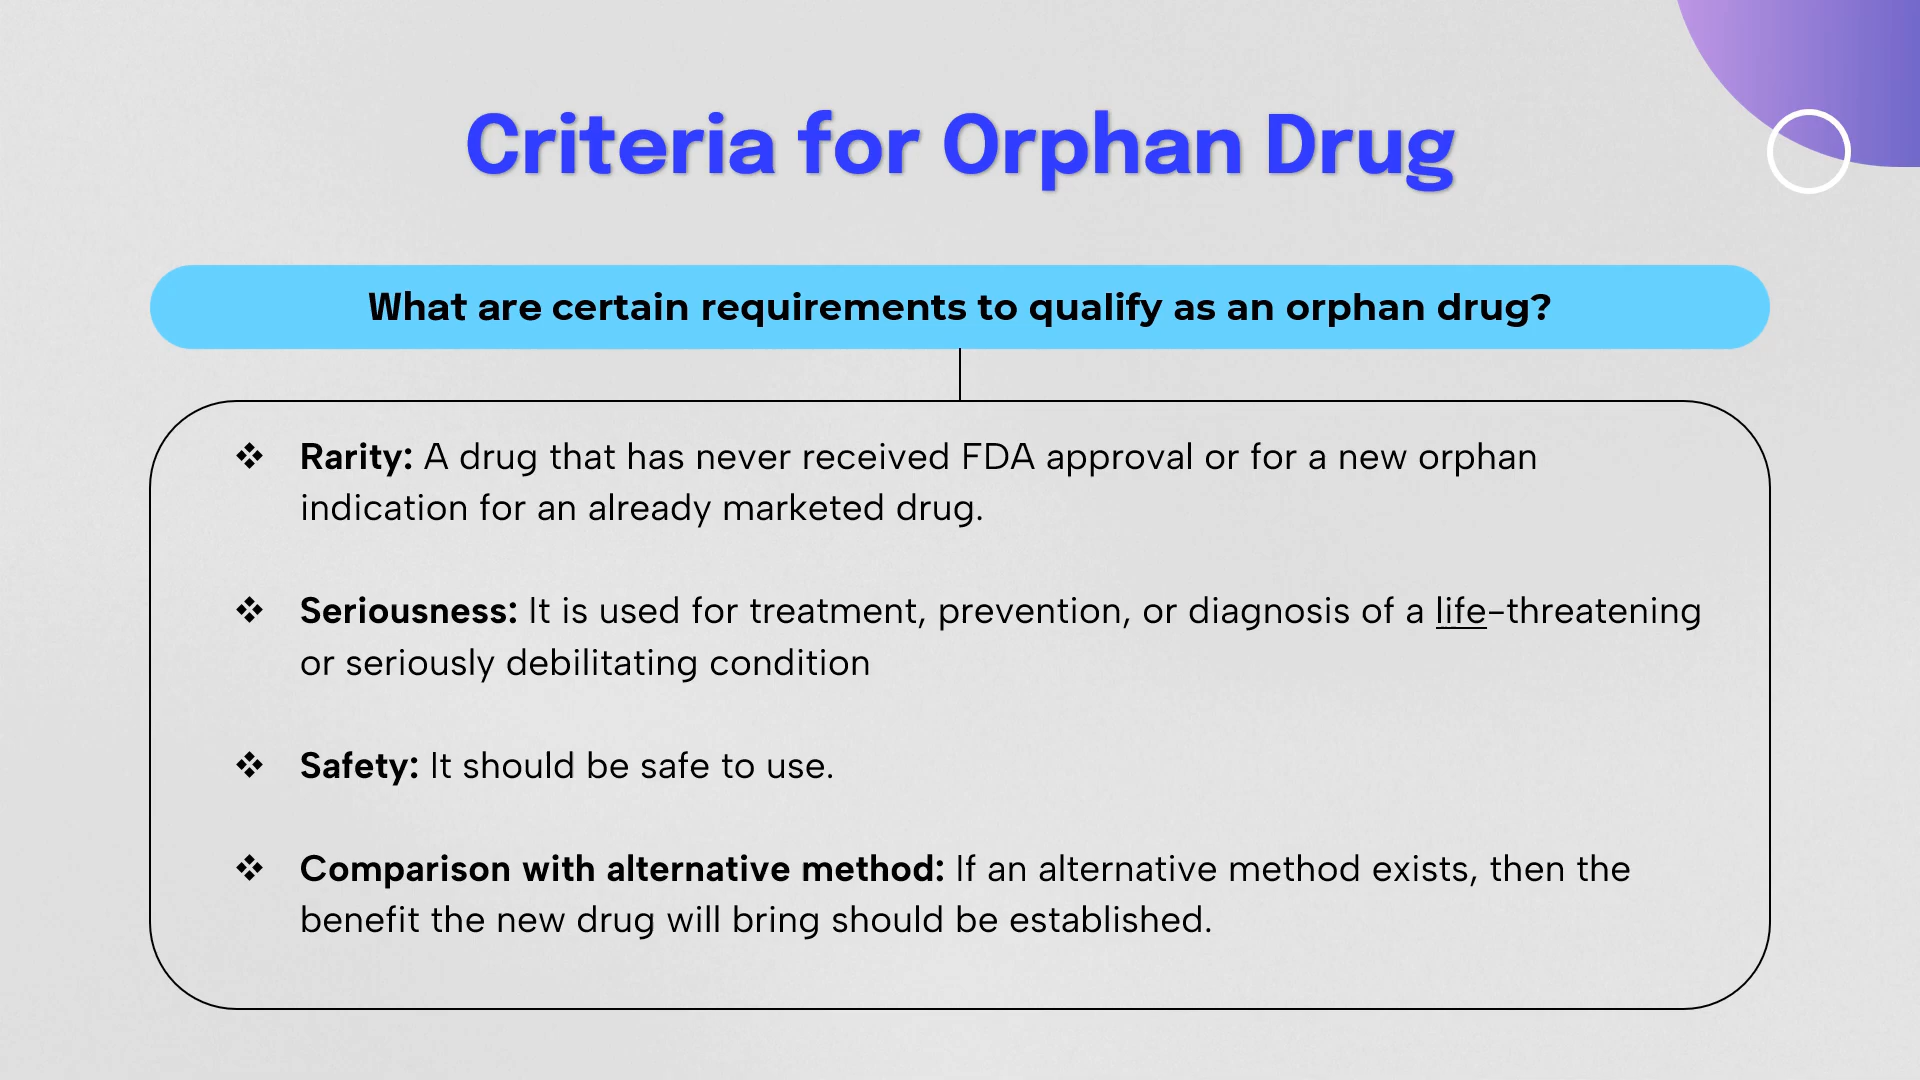 Criteria for Orphan Drug
What are certain requirements to qualify as an orphan drug?
❖ Rarity: A drug that has never received FDA approval or for a new orphan
indication for an already marketed drug.
❖ Seriousness: It is used for treatment, prevention, or diagnosis of a life-threatening
or seriously debilitating condition
❖ Safety: It should be safe to use.
❖ Comparison with alternative method: If an alternative method exists, then the
benefit the new drug will bring should be established.